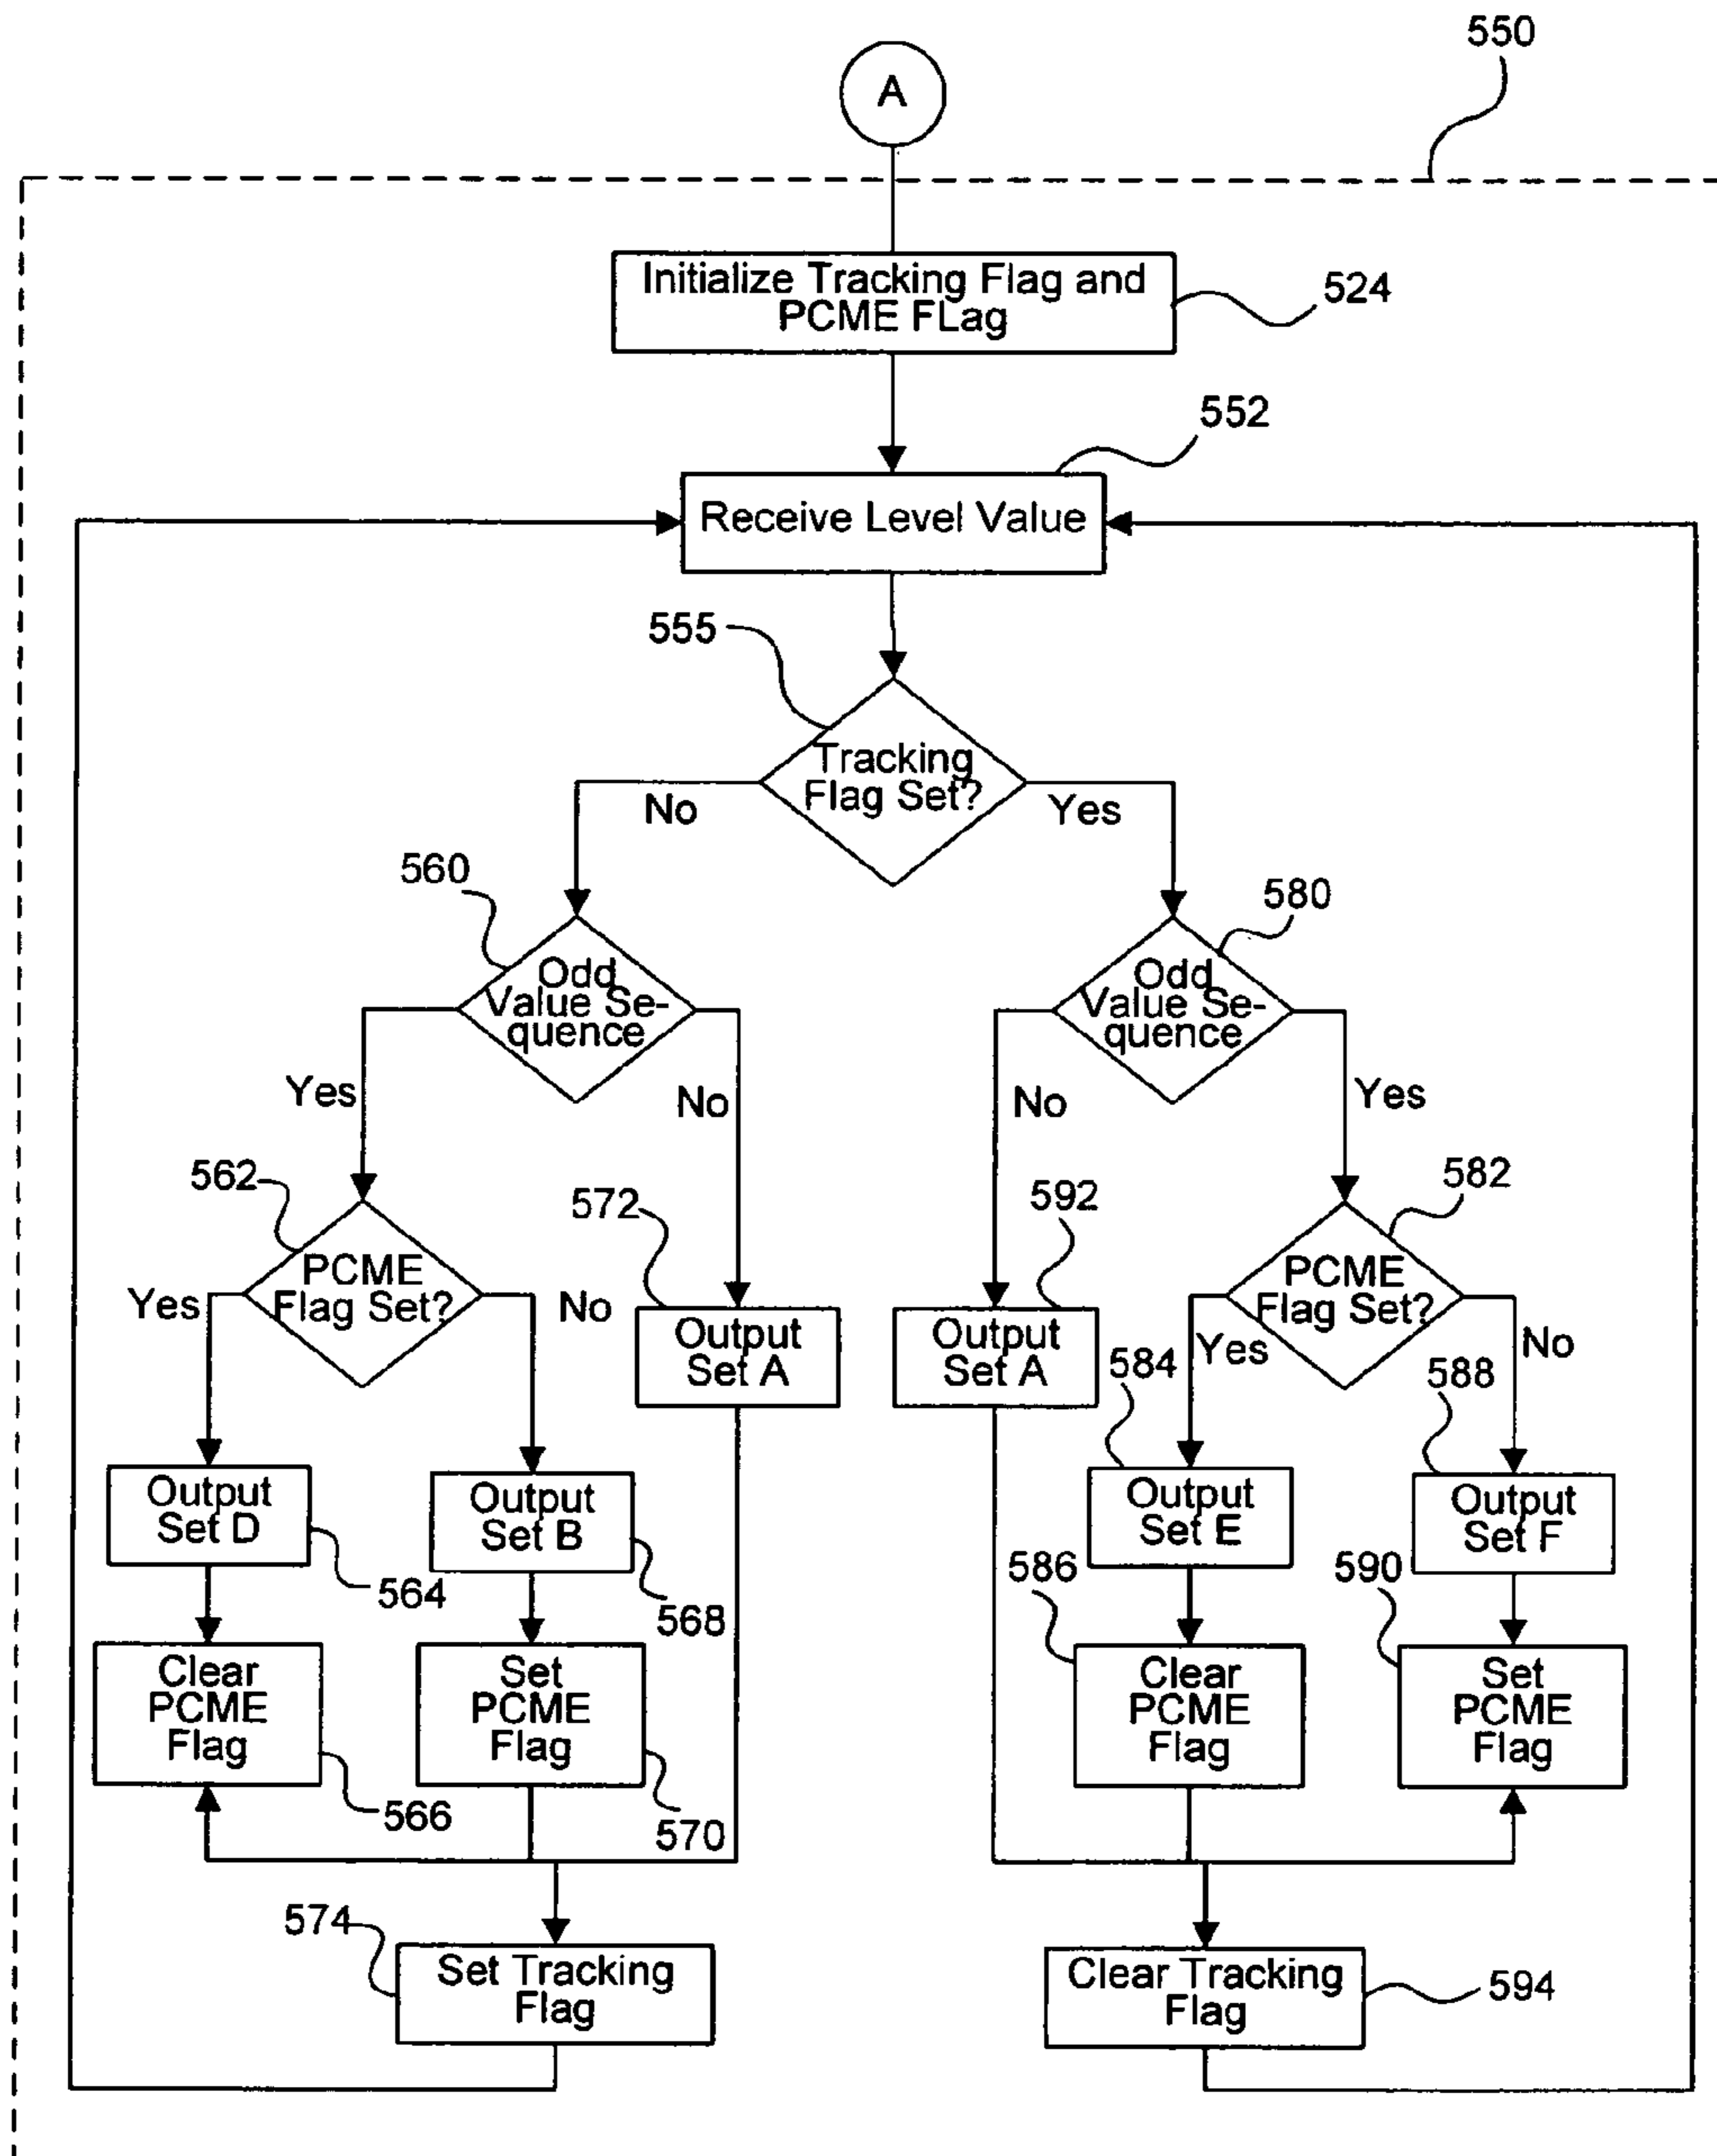 550
A
Initialize Tracking Flag and
PCME FLag
524
552
Receive Level Value
555
Tracking
Flag Set?
No
Yes
560
580
Odd
Value Se-
quence
Odd
Value Se-
quence
Yes
No
No
Yes
562
572
592
582
PCME
Flag Set?
Yes
No
PCME
Flag Set?
Yes
No
Output
Set A
Output
Set A
584
588
Output
Set D
Output
Set B
Output
Set E
Output
Set F
564
568
586
590
Clear
PCME
Flag
Set
PCME
Flag
Clear
PCME
Flag
Set
PCME
Flag
566
570
574
Set Tracking
Flag
Clear Tracking
Flag
594